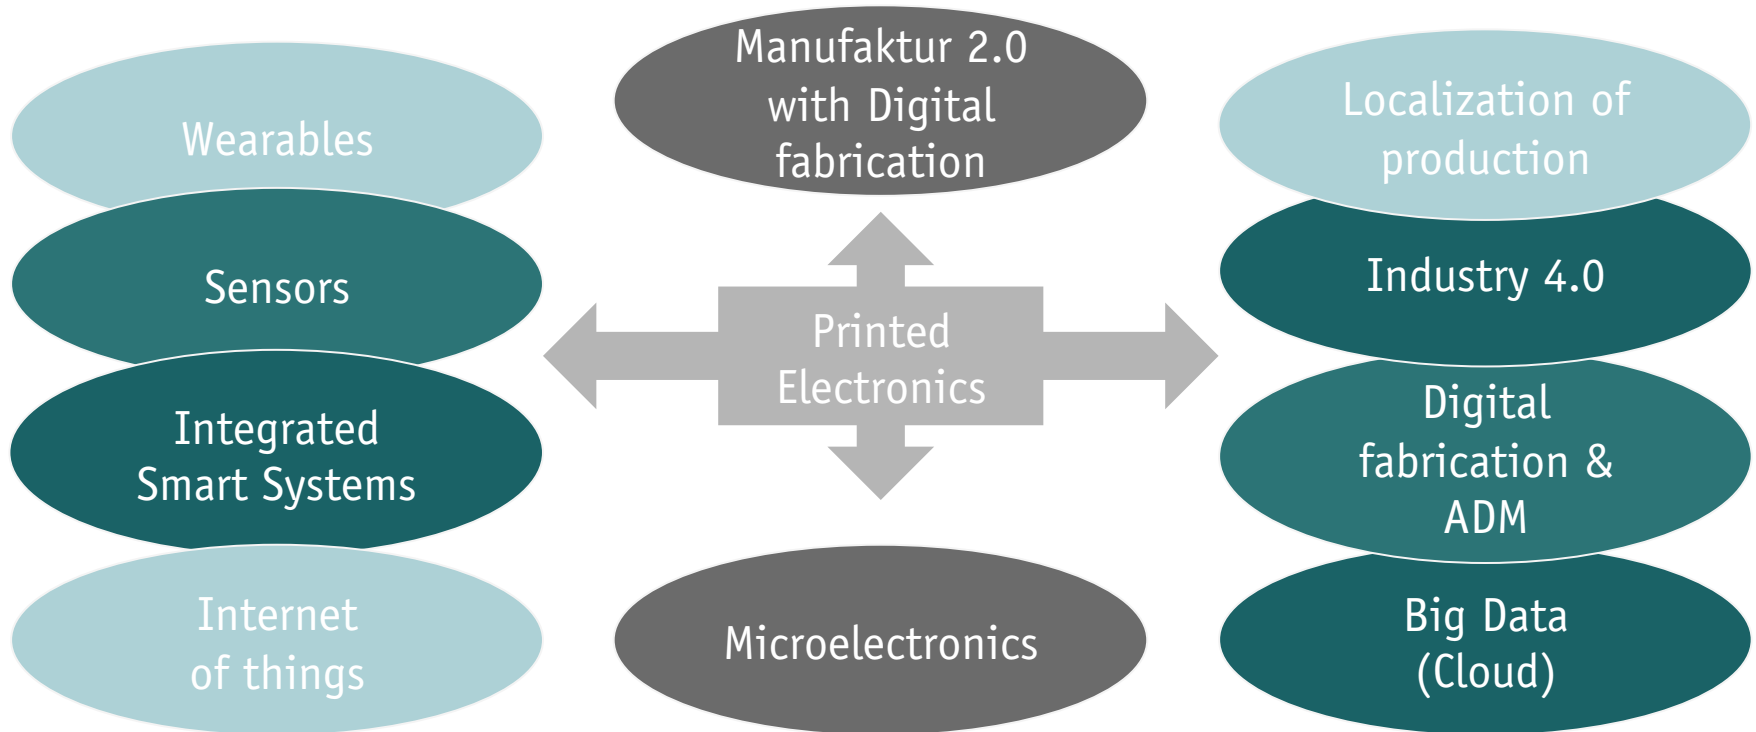 Wearables
Sensors
Integrated
Smart Systems
Internet
of things
Manufaktur 2.0
with Digital
fabrication
Printed
Electronics
Microelectronics
Localization of
production
Industry 4.0
Digital
fabrication &
ADM
Big Data
(Cloud)